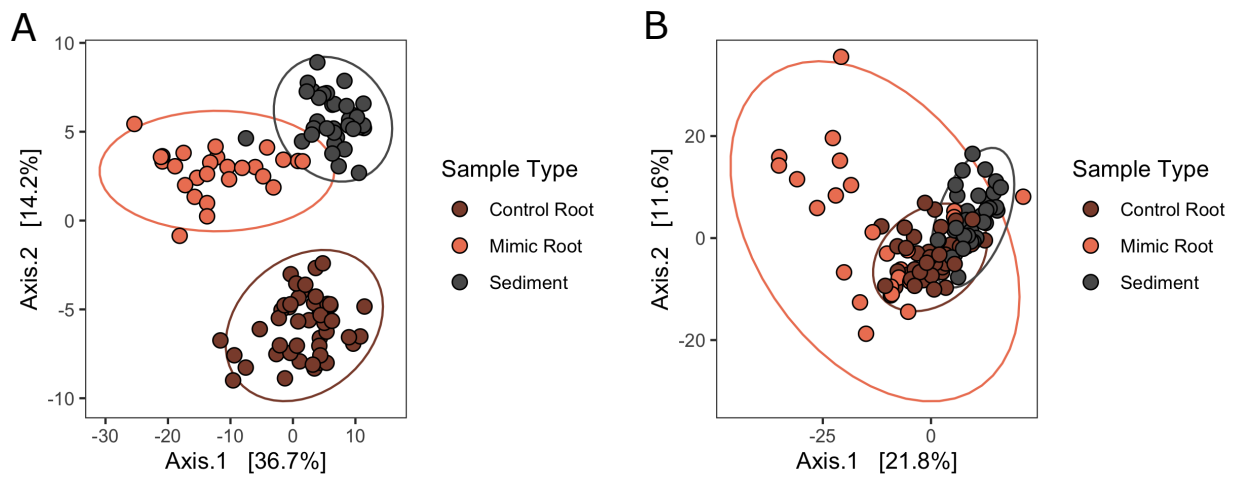 A
10
5
0
-5
-10
-30
-20
-10
0
10
Axis.2 [14.2%]
Axis.1 [36.7%]
Sample Type
Control Root
Mimic Root
Sediment
B
20
0
-20
-25
0
Axis.2 [11.6%]
Axis.1 [21.8%]
Sample Type
Control Root
Mimic Root
Sediment